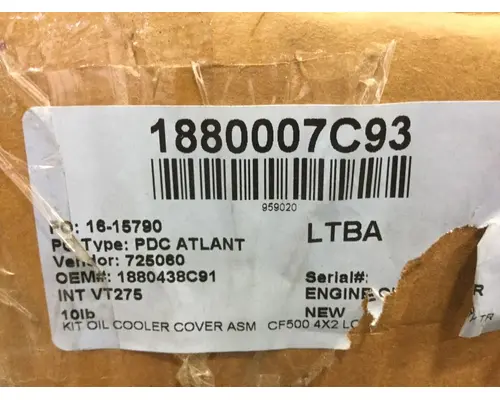 1880007C93
959020
PO: 16-15790
PO Type: PDC ATLANT
LTBA
Vendor: 725060
OEM#: 1880438C91
Serial#:
INT VT275
ENGINE
10lb
NEW
KIT OIL COOLER COVER ASM CF500 4X2